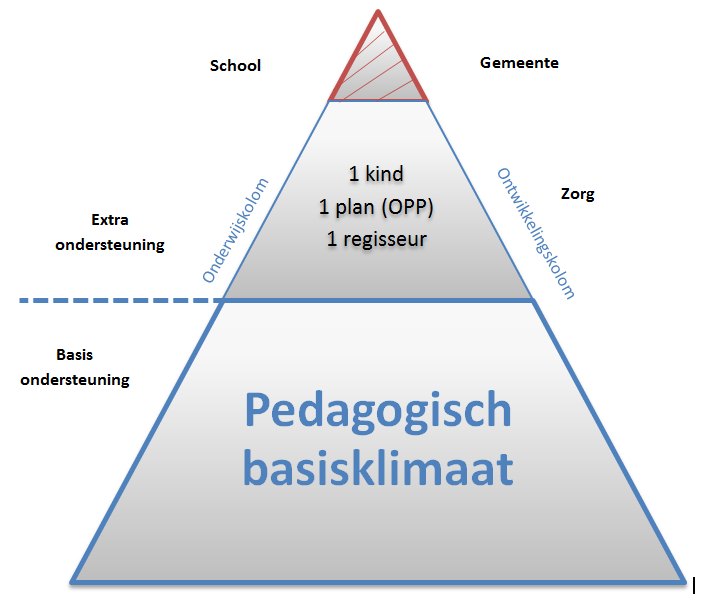 School
Gemeente
1 kind
1 plan (OPP)
1 regisseur
Onderwijskolom
Ontwikkelingskolom
Zorg
Extra
ondersteuning
Basis
ondersteuning
Pedagogisch
basisklimaat